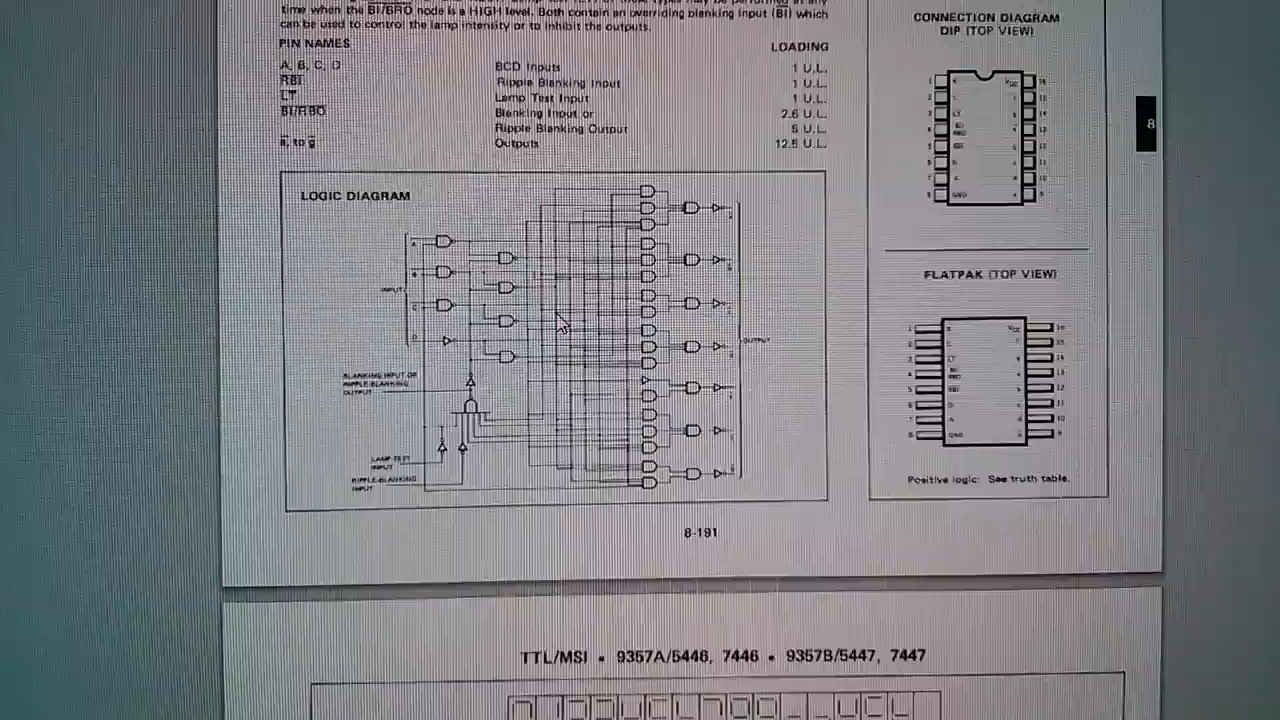 time when the BI/BRO node is a HIGH level. Both contain an overriding blanking input (BI) which
can be used to control the lamp intensity or to inhibit the outputs.
PIN NAMES
LOADING
A, B, C, D BCD Inputs 1 U.L.
RBI Ripple Blanking Input 1 U.L.
LT Lamp Test Input 1 U.L.
BI/RBO Blanking Input or 2.6 U.L.
Ripple Blanking Output 5 U.L.
a, to g Outputs 12.5 U.L.
LOGIC DIAGRAM
INPUT
OUTPUT
BLANKING INPUT OR
RIPPLE-BLANKING
OUTPUT
LAMP-TEST
INPUT
RIPPLE-BLANKING
INPUT
8-191
CONNECTION DIAGRAM
DIP (TOP VIEW)
8
FLATPAK (TOP VIEW)
Positive logic: See truth table.
TTL/MSI • 9357A/5446, 7446 • 9357B/5447, 7447